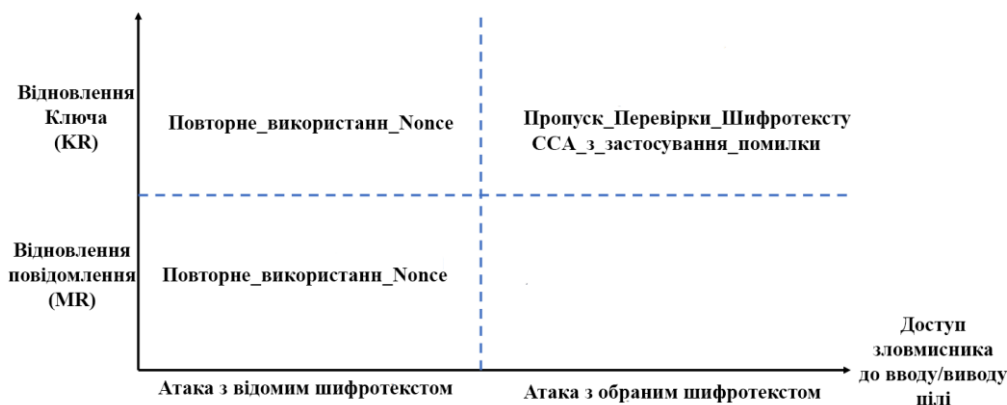 Відновлення
Ключа
(KR)
Повторне_використанн_Nonce
Пропуск_Перевірки_Шифротексту
CCA_з_застосування_помилки
Відновлення
повідомлення
(MR)
Повторне_використанн_Nonce
Атака з відомим шифротекстом
Атака з обраним шифротекстом
Доступ
зловмисника
до вводу/виводу
цілі